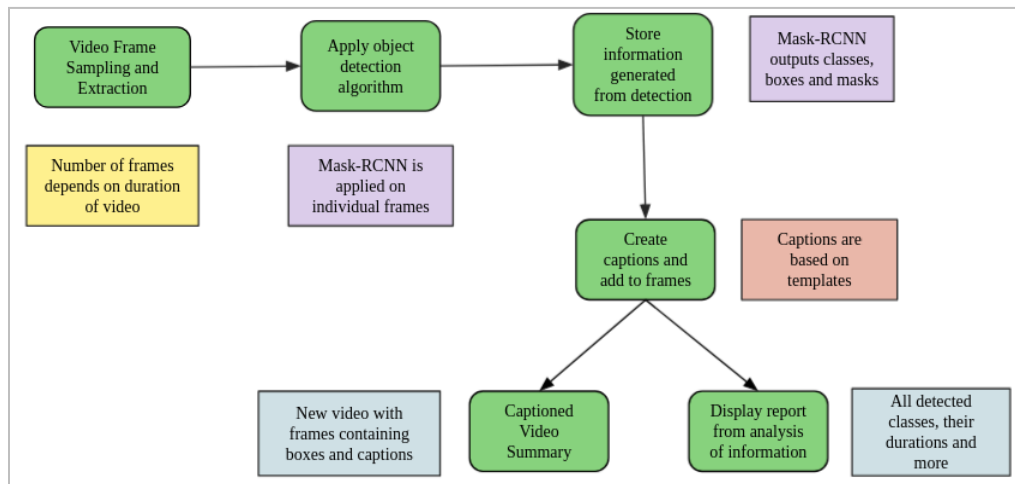 Video Frame
Sampling and
Extraction
Apply object
detection
algorithm
Store
information
generated
from detection
Mask-RCNN
outputs classes,
boxes and masks
Number of frames
depends on duration
of video
Mask-RCNN is
applied on
individual frames
Create
captions and
add to frames
Captions are
based on
templates
New video with
frames containing
boxes and captions
Captioned
Video
Summary
Display report
from analysis
of information
All detected
classes, their
durations and
more